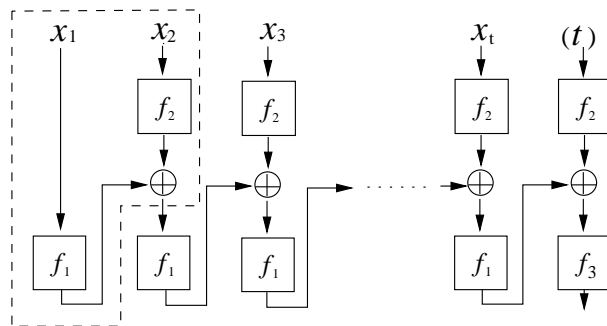 x1 x2 x3 xt (t)
f2 f2 f2 f2
. . . . . . .
f1 f1 f1 f1 f3